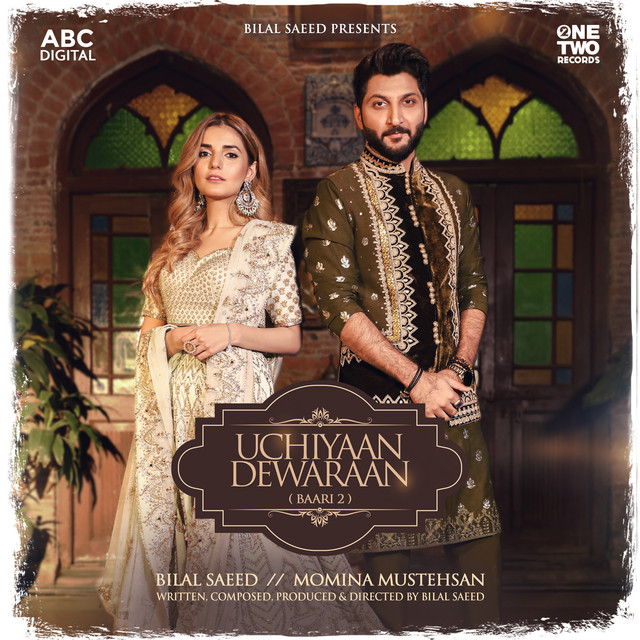 BILAL SAEED PRESENTS
ABC
DIGITAL
ONE
TWO
RECORDS
UCHIYAAN
DEWARAAN
( BAARI 2 )
BILAL SAEED // MOMINA MUSTEHSAN
WRITTEN, COMPOSED, PRODUCED & DIRECTED BY BILAL SAEED